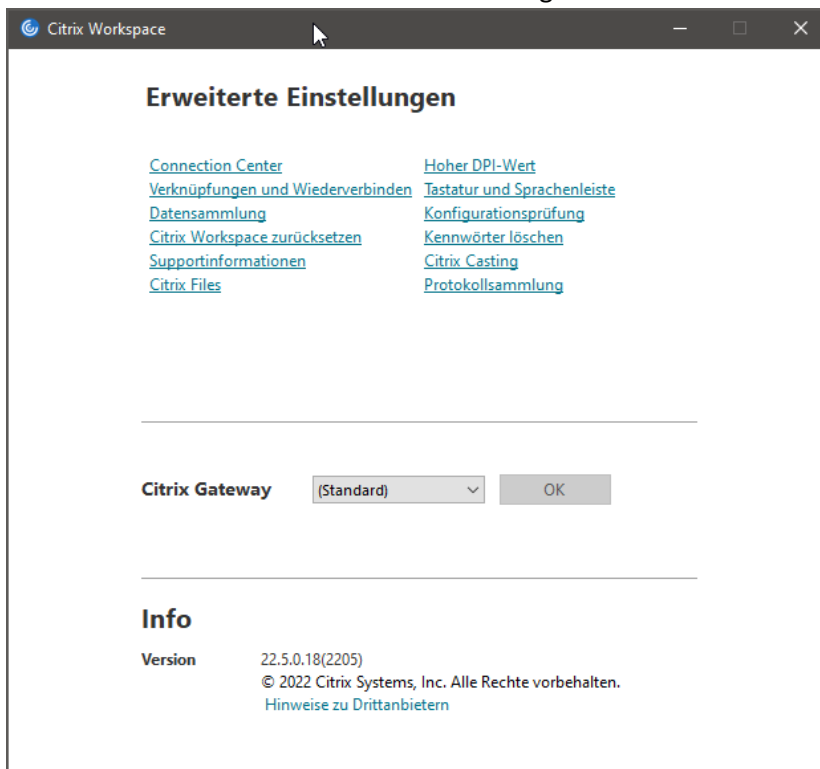 Citrix Workspace
Erweiterte Einstellungen
Connection Center
Verknüpfungen und Wiederverbinden
Datensammlung
Citrix Workspace zurücksetzen
Supportinformationen
Citrix Files
Hoher DPI-Wert
Tastatur und Sprachenleiste
Konfigurationsprüfung
Kennwörter löschen
Citrix Casting
Protokollsammlung
Citrix Gateway (Standard) OK
Info
Version 22.5.0.18(2205)
© 2022 Citrix Systems, Inc. Alle Rechte vorbehalten.
Hinweise zu Drittanbietern